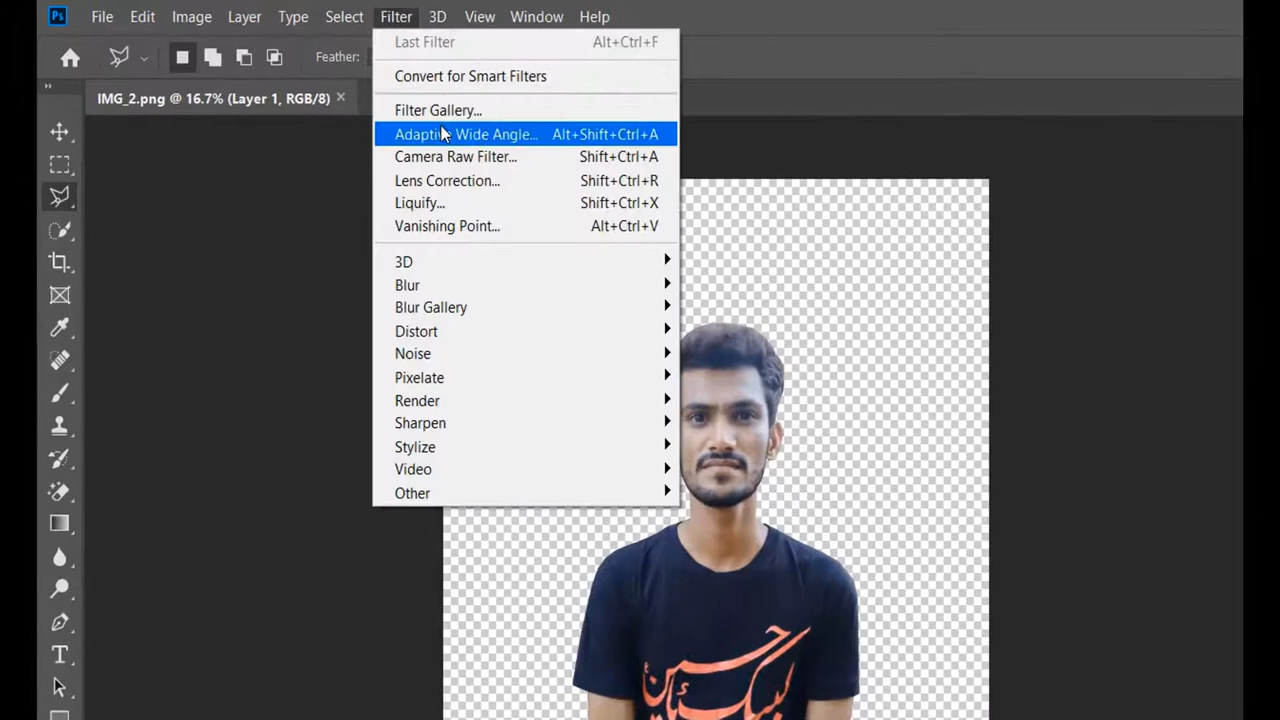 Ps File Edit Image Layer Type Select Filter 3D View Window Help
Feather:
IMG_2.png @ 16.7% (Layer 1, RGB/8) ×
Last Filter Alt+Ctrl+F
Convert for Smart Filters
Filter Gallery...
Adaptive Wide Angle... Alt+Shift+Ctrl+A
Camera Raw Filter... Shift+Ctrl+A
Lens Correction... Shift+Ctrl+R
Liquify... Shift+Ctrl+X
Vanishing Point... Alt+Ctrl+V
3D
Blur
Blur Gallery
Distort
Noise
Pixelate
Render
Sharpen
Stylize
Video
Other
لبیک یا حسین